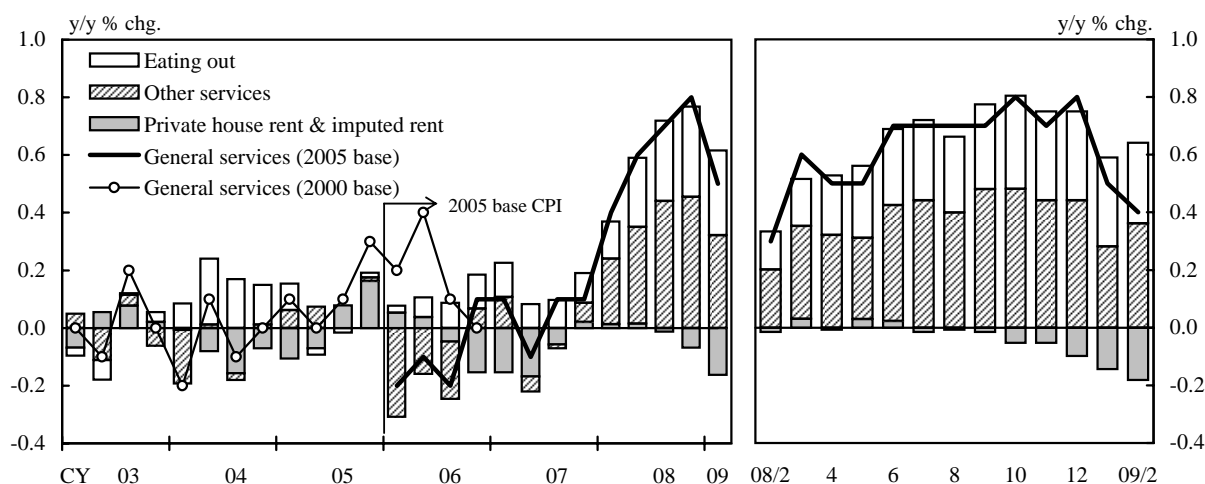 y/y % chg.
y/y % chg.
1.0
0.8
0.6
0.4
0.2
0.0
-0.2
-0.4
Eating out
Other services
Private house rent & imputed rent
General services (2005 base)
General services (2000 base)
2005 base CPI
CY 03 04 05 06 07 08 09
1.0
0.8
0.6
0.4
0.2
0.0
-0.2
-0.4
08/2 4 6 8 10 12 09/2